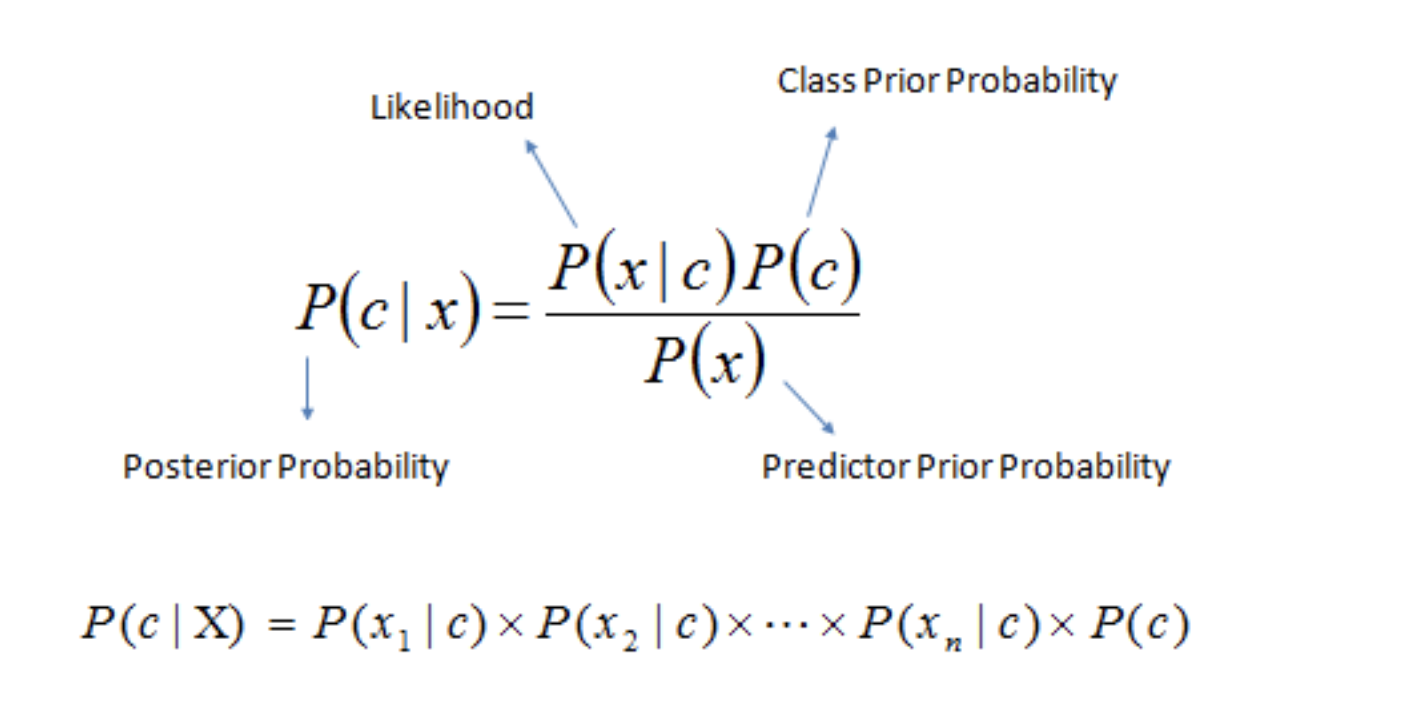 Likelihood
Class Prior Probability
P(c | x) = P(x | c)P(c) / P(x)
Posterior Probability
Predictor Prior Probability
P(c | X) = P(x₁ | c) × P(x₂ | c) × ··· × P(xₙ | c) × P(c)